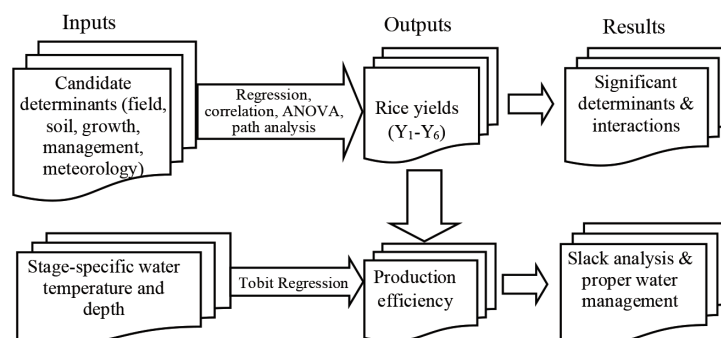 Inputs
Outputs
Results
Candidate
determinants (field,
soil, growth,
management,
meteorology)
Regression,
correlation, ANOVA,
path analysis
Rice yields
(Y1-Y6)
Significant
determinants &
interactions
Stage-specific water
temperature and
depth
Tobit Regression
Production
efficiency
Slack analysis &
proper water
management